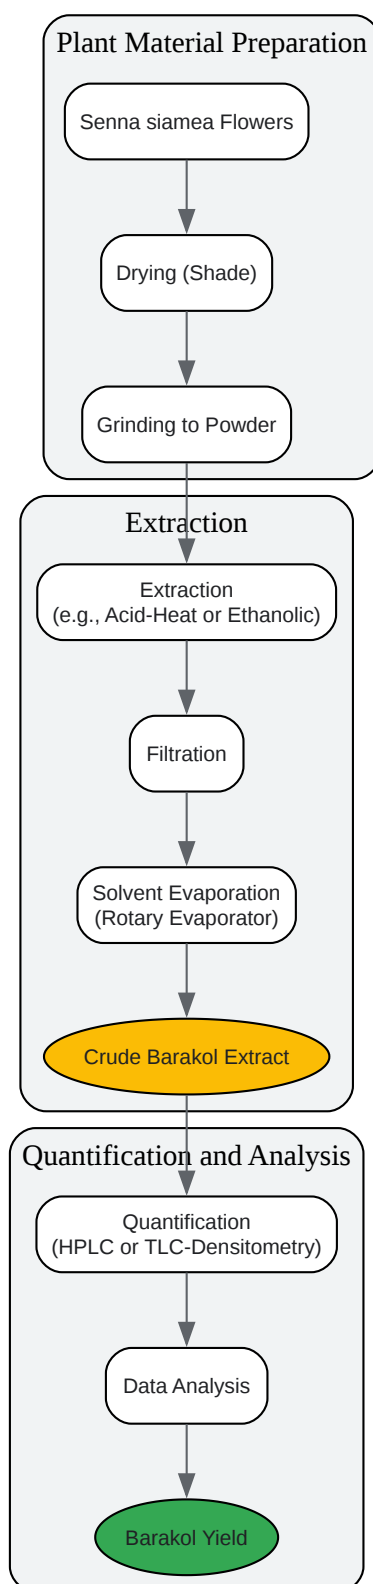 Plant Material Preparation
Senna siamea Flowers
Drying (Shade)
Grinding to Powder
Extraction
Extraction
(e.g., Acid-Heat or Ethanolic)
Filtration
Solvent Evaporation
(Rotary Evaporator)
Crude Barakol Extract
Quantification and Analysis
Quantification
(HPLC or TLC-Densitometry)
Data Analysis
Barakol Yield